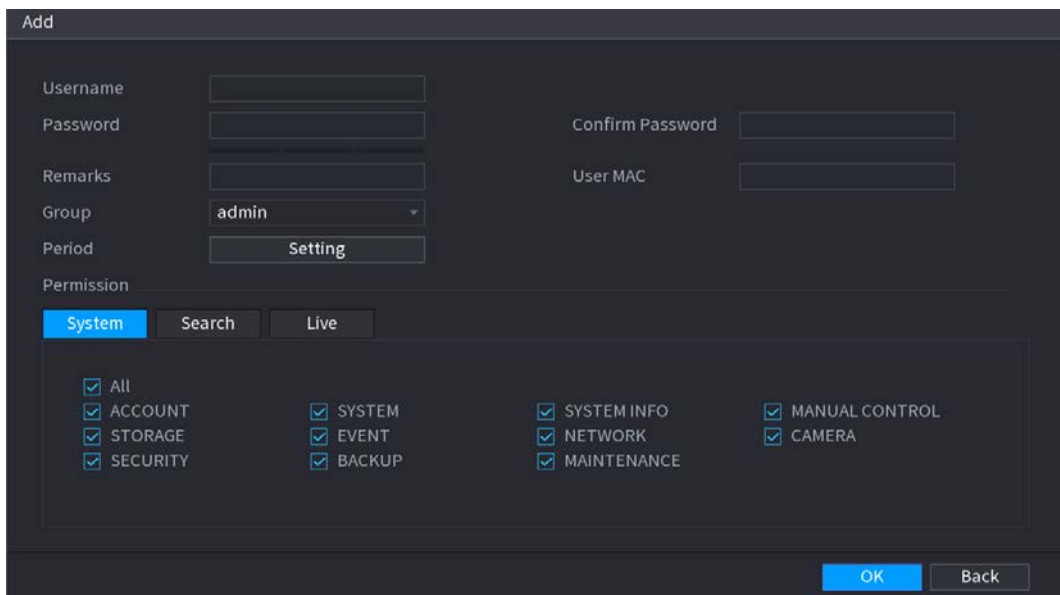 Add
Username
Password Confirm Password
Remarks User MAC
Group admin
Period Setting
Permission
System Search Live
All
ACCOUNT SYSTEM SYSTEM INFO MANUAL CONTROL
STORAGE EVENT NETWORK CAMERA
SECURITY BACKUP MAINTENANCE
OK Back